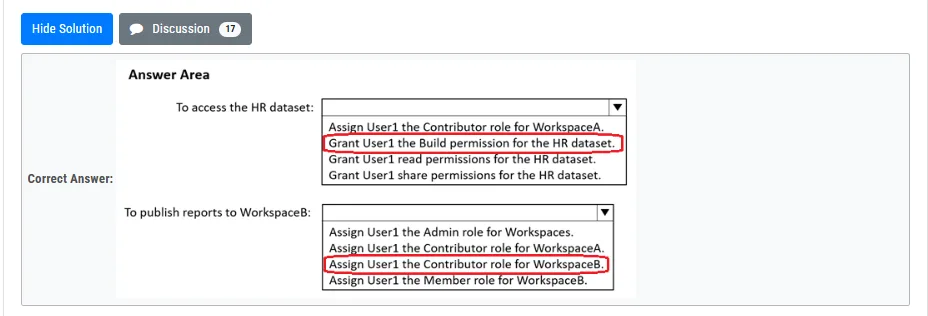 Hide Solution
Discussion 17
Answer Area
To access the HR dataset:
Assign User1 the Contributor role for WorkspaceA.
Grant User1 the Build permission for the HR dataset.
Grant User1 read permissions for the HR dataset.
Grant User1 share permissions for the HR dataset.
Correct Answer:
To publish reports to WorkspaceB:
Assign User1 the Admin role for Workspaces.
Assign User1 the Contributor role for WorkspaceA.
Assign User1 the Contributor role for WorkspaceB.
Assign User1 the Member role for WorkspaceB.